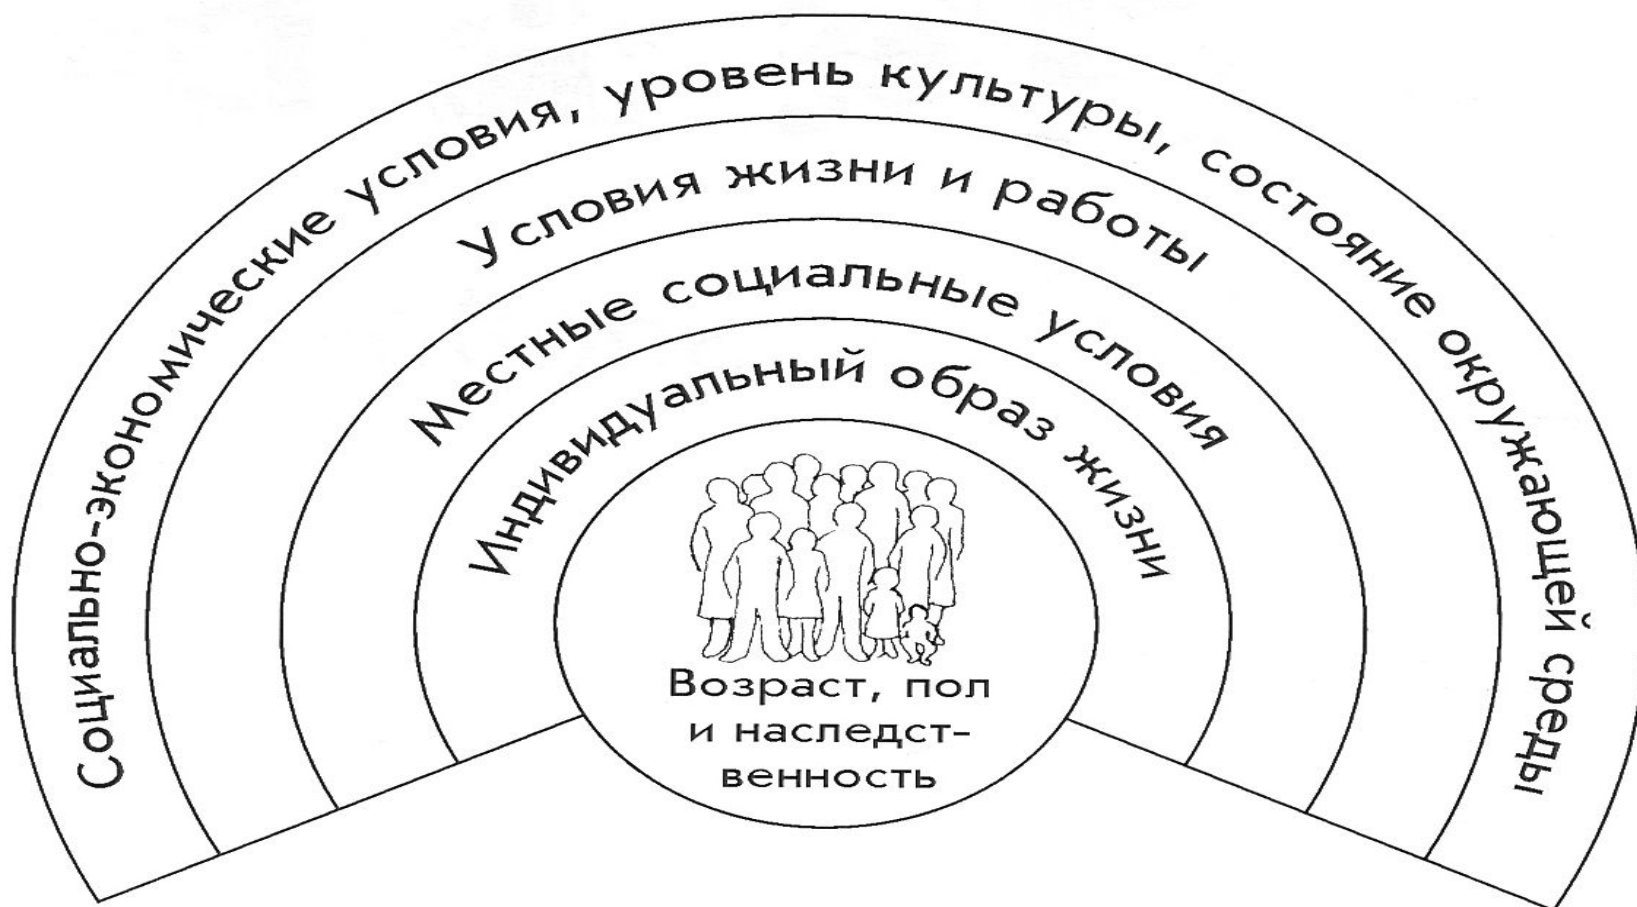 Социально-экономические условия, уровень культуры, состояние окружающей среды
Условия жизни и работы
Местные социальные условия
Индивидуальный образ жизни
Возраст, пол
и наследст-
венность